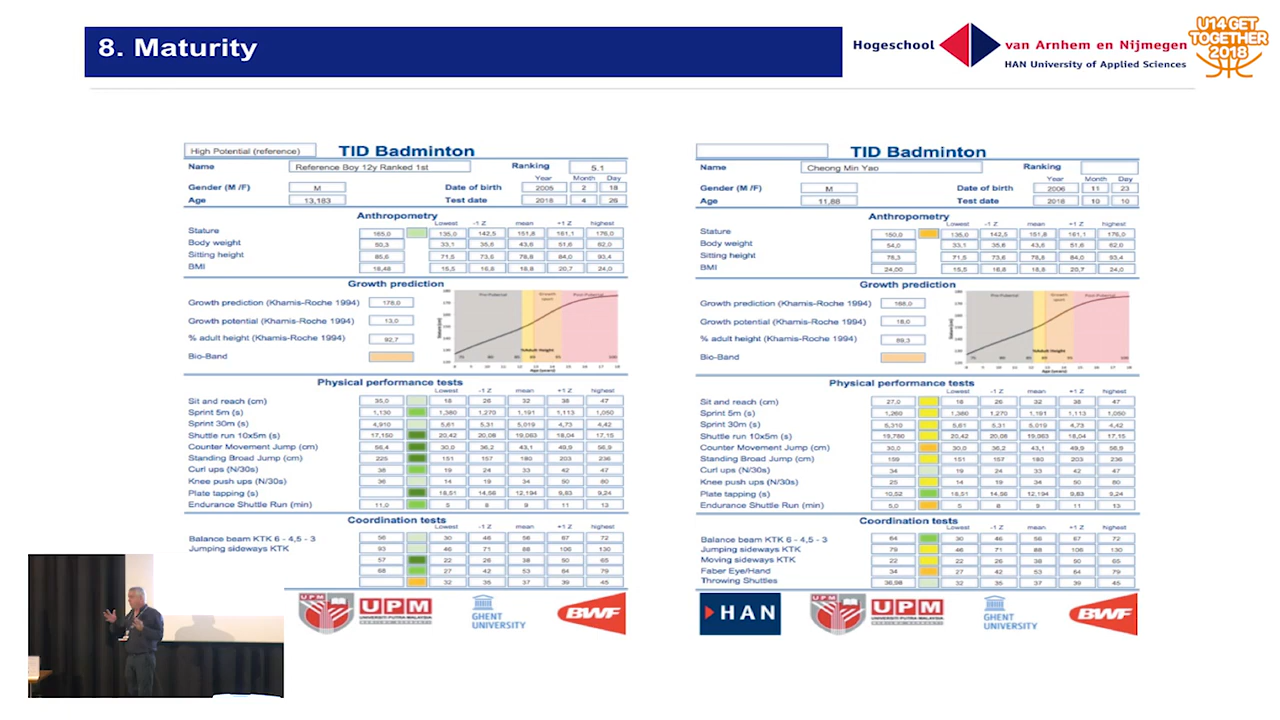 8. Maturity
Hogeschool van Arnhem en Nijmegen
HAN University of Applied Sciences
U14 GET
TOGETHER
2018
High Potential (reference) TID Badminton
Name Reference Boy 12y Ranked 1st Ranking 5.1
Year Month Day
Gender (M /F) M Date of birth 2005 2 18
Age 13,183 Test date 2018 4 26
Anthropometry
Lowest -1 Z mean +1 Z highest
Stature 165,0 135,0 142,5 151,8 161,1 176,0
Body weight 50,3 33,1 35,6 43,6 51,6 62,0
Sitting height 85,6 71,5 73,6 78,8 84,0 93,4
BMI 18,48 15,5 16,8 18,8 20,7 24,0
Growth prediction
Growth prediction (Khamis-Roche 1994) 178,0
Growth potential (Khamis-Roche 1994) 13,0
% adult height (Khamis-Roche 1994) 92,7
Bio-Band
Physical performance tests
Lowest -1 Z mean +1 Z highest
Sit and reach (cm) 35,0 18 26 32 38 47
Sprint 5m (s) 1,130 1,380 1,270 1,191 1,113 1,050
Sprint 30m (s) 4,910 5,61 5,31 5,019 4,73 4,42
Shuttle run 10x5m (s) 17,150 20,42 20,08 19,063 18,04 17,15
Counter Movement Jump (cm) 56,4 30,0 36,2 43,1 49,9 56,9
Standing Broad Jump (cm) 225 151 157 180 203 236
Curl ups (N/30s) 38 19 24 33 42 47
Knee push ups (N/30s) 36 14 19 34 50 60
Plate tapping (s) 18,51 14,56 12,194 9,83 9,24
Endurance Shuttle Run (min) 11,0 5 8 9 11 13
Coordination tests
Lowest -1 Z mean +1 Z highest
Balance beam KTK 6 - 4,5 - 3 56 30 46 56 67 72
Jumping sideways KTK 93 46 71 88 106 130
57 22 26 38 50 65
68 27 42 53 64 79
32 35 37 39 45
UPM
UNIVERSITI PUTRA MALAYSIA
GHENT
UNIVERSITY
BWF
TID Badminton
Name Cheong Min Yao Ranking
Year Month Day
Gender (M /F) M Date of birth 2006 11 23
Age 11,88 Test date 2018 10 10
Anthropometry
Lowest -1 Z mean +1 Z highest
Stature 150,0 135,0 142,5 151,8 161,1 176,0
Body weight 54,0 33,1 35,6 43,6 51,6 62,0
Sitting height 78,3 71,5 73,6 78,8 84,0 93,4
BMI 24,00 15,5 16,8 18,8 20,7 24,0
Growth prediction
Growth prediction (Khamis-Roche 1994) 168,0
Growth potential (Khamis-Roche 1994) 18,0
% adult height (Khamis-Roche 1994) 89,3
Bio-Band
Physical performance tests
Lowest -1 Z mean +1 Z highest
Sit and reach (cm) 27,0 18 26 32 38 47
Sprint 5m (s) 1,260 1,380 1,270 1,191 1,113 1,050
Sprint 30m (s) 5,310 5,61 5,31 5,019 4,73 4,42
Shuttle run 10x5m (s) 19,760 20,42 20,08 19,063 18,04 17,15
Counter Movement Jump (cm) 30,0 30,0 36,2 43,1 49,9 56,9
Standing Broad Jump (cm) 159 151 157 180 203 236
Curl ups (N/30s) 34 19 24 33 42 47
Knee push ups (N/30s) 25 14 19 34 50 60
Plate tapping (s) 10,52 18,51 14,56 12,194 9,83 9,24
Endurance Shuttle Run (min) 5,0 5 8 9 11 13
Coordination tests
Lowest -1 Z mean +1 Z highest
Balance beam KTK 6 - 4,5 - 3 64 30 46 56 67 72
Jumping sideways KTK 79 46 71 88 106 130
Moving sideways KTK 22 22 26 38 50 65
Faber Eye/Hand 34 27 42 53 64 79
Throwing Shuttles 36,98 32 35 37 39 45
HAN
UPM
UNIVERSITI PUTRA MALAYSIA
GHENT
UNIVERSITY
BWF